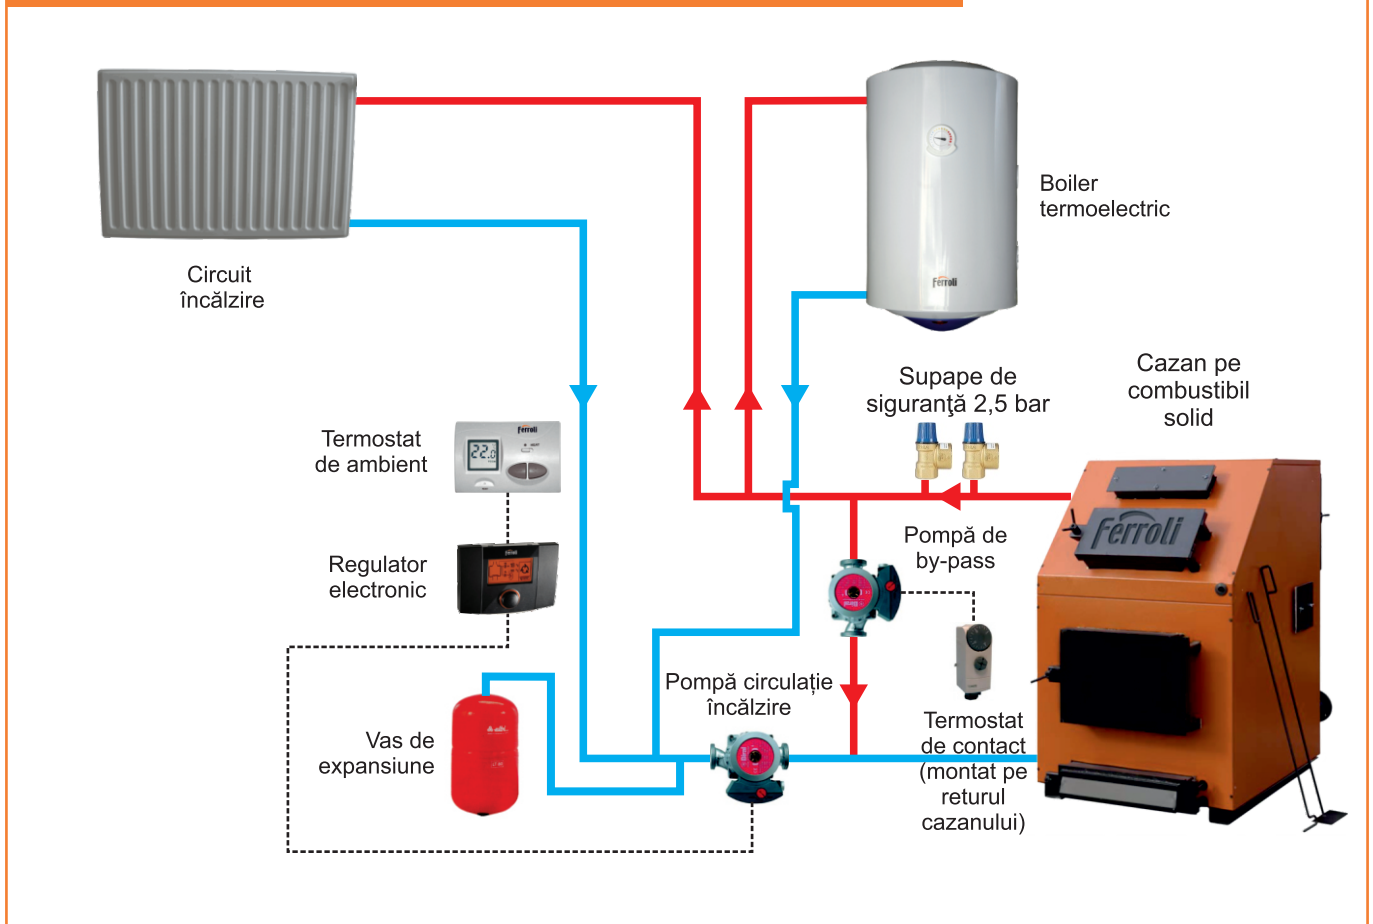 Circuit
încălzire
Ferroli
Boiler
termoelectric
Supape de
siguranţă 2,5 bar
Cazan pe
combustibil
solid
Termostat
de ambient
Ferroli
22.0
Ferroli
Pompă de
by-pass
Regulator
electronic
Pompă circulație
încălzire
Vas de
expansiune
Termostat
de contact
(montat pe
returul
cazanului)